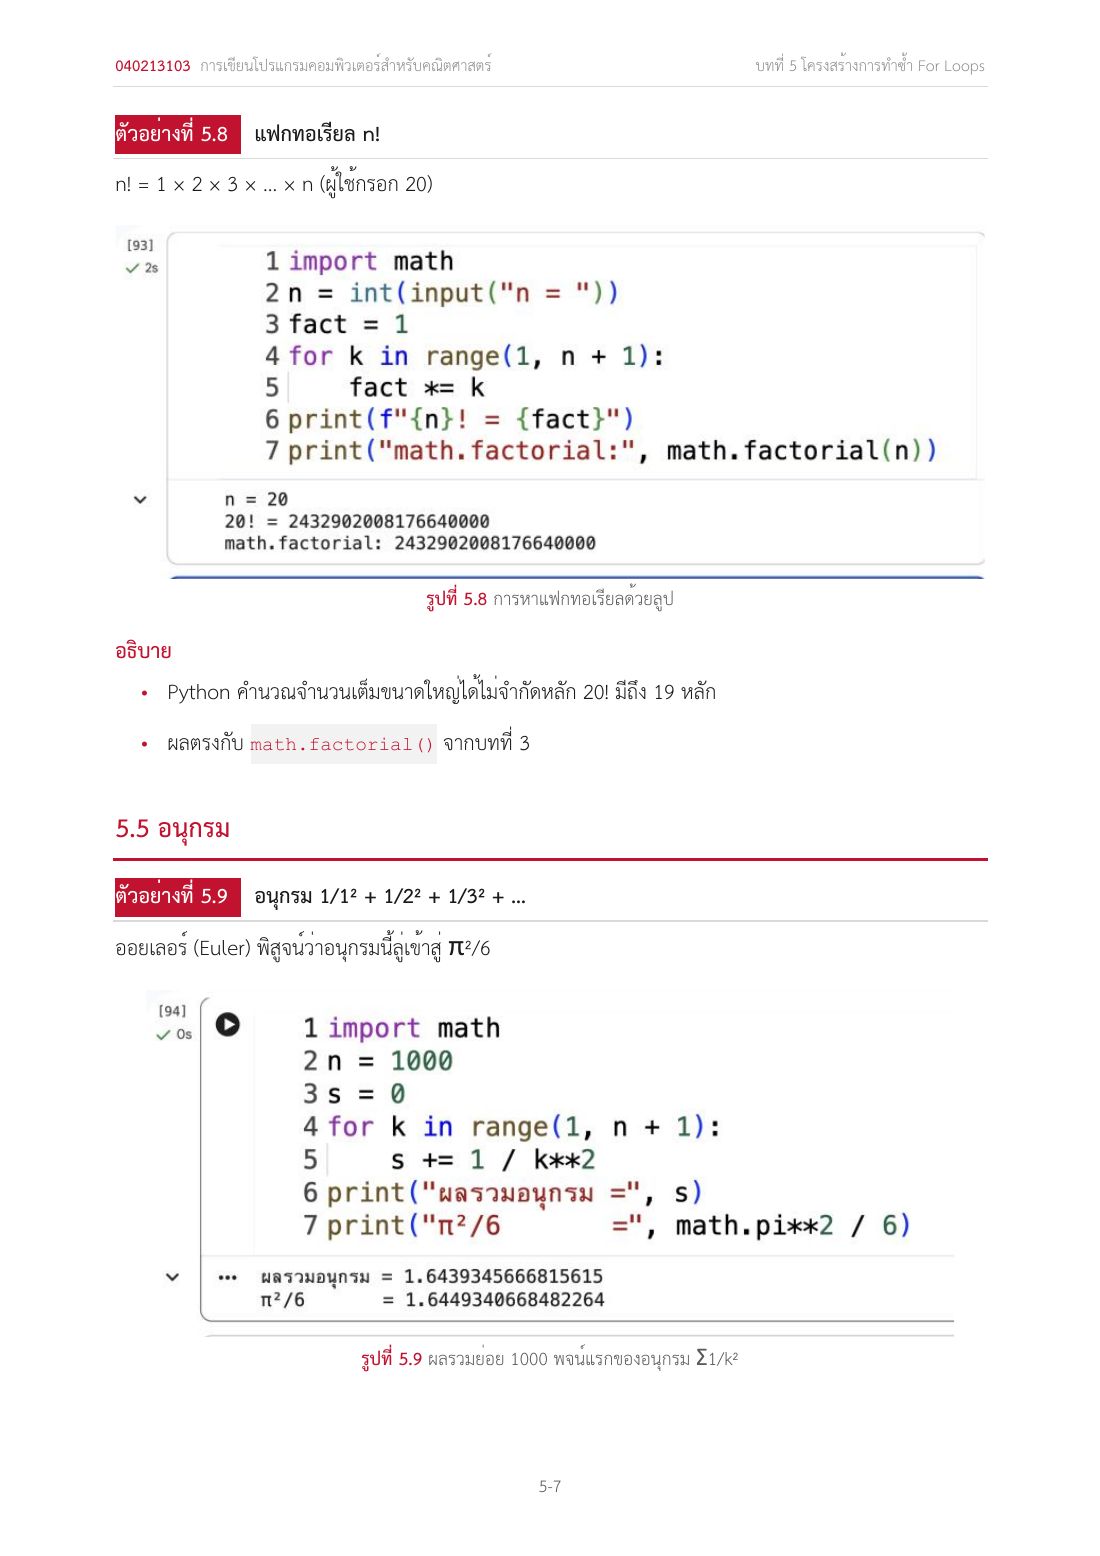 040213103 การเขียนโปรแกรมคอมพิวเตอร์สำหรับคณิตศาสตร์ บทที่ 5 โครงสร้างการทำซ้ำ For Loops
ตัวอย่างที่ 5.8 แฟกทอเรียล n!
n! = 1 × 2 × 3 × ... × n (ผู้ใช้กรอก 20)
[93]
2s
1 import math
2 n = int(input("n = "))
3 fact = 1
4 for k in range(1, n + 1):
5     fact *= k
6 print(f"{n}! = {fact}")
7 print("math.factorial:", math.factorial(n))
n = 20
20! = 2432902008176640000
math.factorial: 2432902008176640000
รูปที่ 5.8 การหาแฟกทอเรียลด้วยลูป
อธิบาย
• Python คำนวณจำนวนเต็มขนาดใหญ่ได้ไม่จำกัดหลัก 20! มีถึง 19 หลัก
• ผลตรงกับ math.factorial() จากบทที่ 3
5.5 อนุกรม
ตัวอย่างที่ 5.9 อนุกรม 1/1² + 1/2² + 1/3² + ...
ออยเลอร์ (Euler) พิสูจน์ว่าอนุกรมนี้ลู่เข้าสู่ π²/6
[94]
0s
1 import math
2 n = 1000
3 s = 0
4 for k in range(1, n + 1):
5     s += 1 / k**2
6 print("ผลรวมอนุกรม =", s)
7 print("π²/6       =", math.pi**2 / 6)
... ผลรวมอนุกรม = 1.6439345666815615
π²/6       = 1.6449340668482264
รูปที่ 5.9 ผลรวมย่อย 1000 พจน์แรกของอนุกรม Σ1/k²
5-7